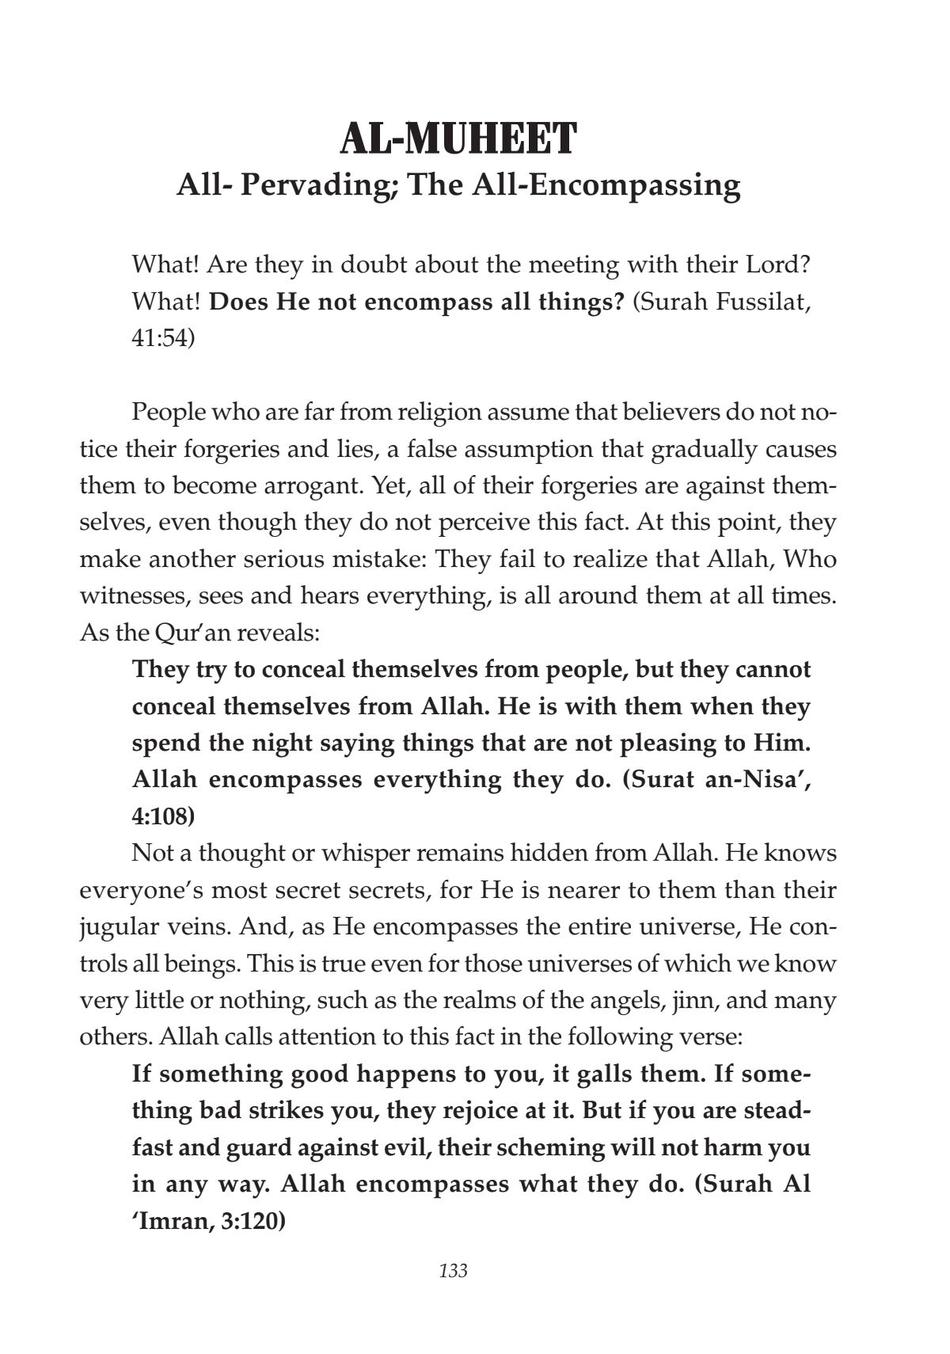 AL-MUHEET
All- Pervading; The All-Encompassing
What! Are they in doubt about the meeting with their Lord?
What! Does He not encompass all things? (Surah Fussilat,
41:54)
People who are far from religion assume that believers do not no-
tice their forgeries and lies, a false assumption that gradually causes
them to become arrogant. Yet, all of their forgeries are against them-
selves, even though they do not perceive this fact. At this point, they
make another serious mistake: They fail to realize that Allah, Who
witnesses, sees and hears everything, is all around them at all times.
As the Qur'an reveals:
They try to conceal themselves from people, but they cannot
conceal themselves from Allah. He is with them when they
spend the night saying things that are not pleasing to Him.
Allah encompasses everything they do. (Surat an-Nisa’,
4:108)
Not a thought or whisper remains hidden from Allah. He knows
everyone’s most secret secrets, for He is nearer to them than their
jugular veins. And, as He encompasses the entire universe, He con-
trols all beings. This is true even for those universes of which we know
very little or nothing, such as the realms of the angels, jinn, and many
others. Allah calls attention to this fact in the following verse:
If something good happens to you, it galls them. If some-
thing bad strikes you, they rejoice at it. But if you are stead-
fast and guard against evil, their scheming will not harm you
in any way. Allah encompasses what they do. (Surah Al
‘Imran, 3:120)
133